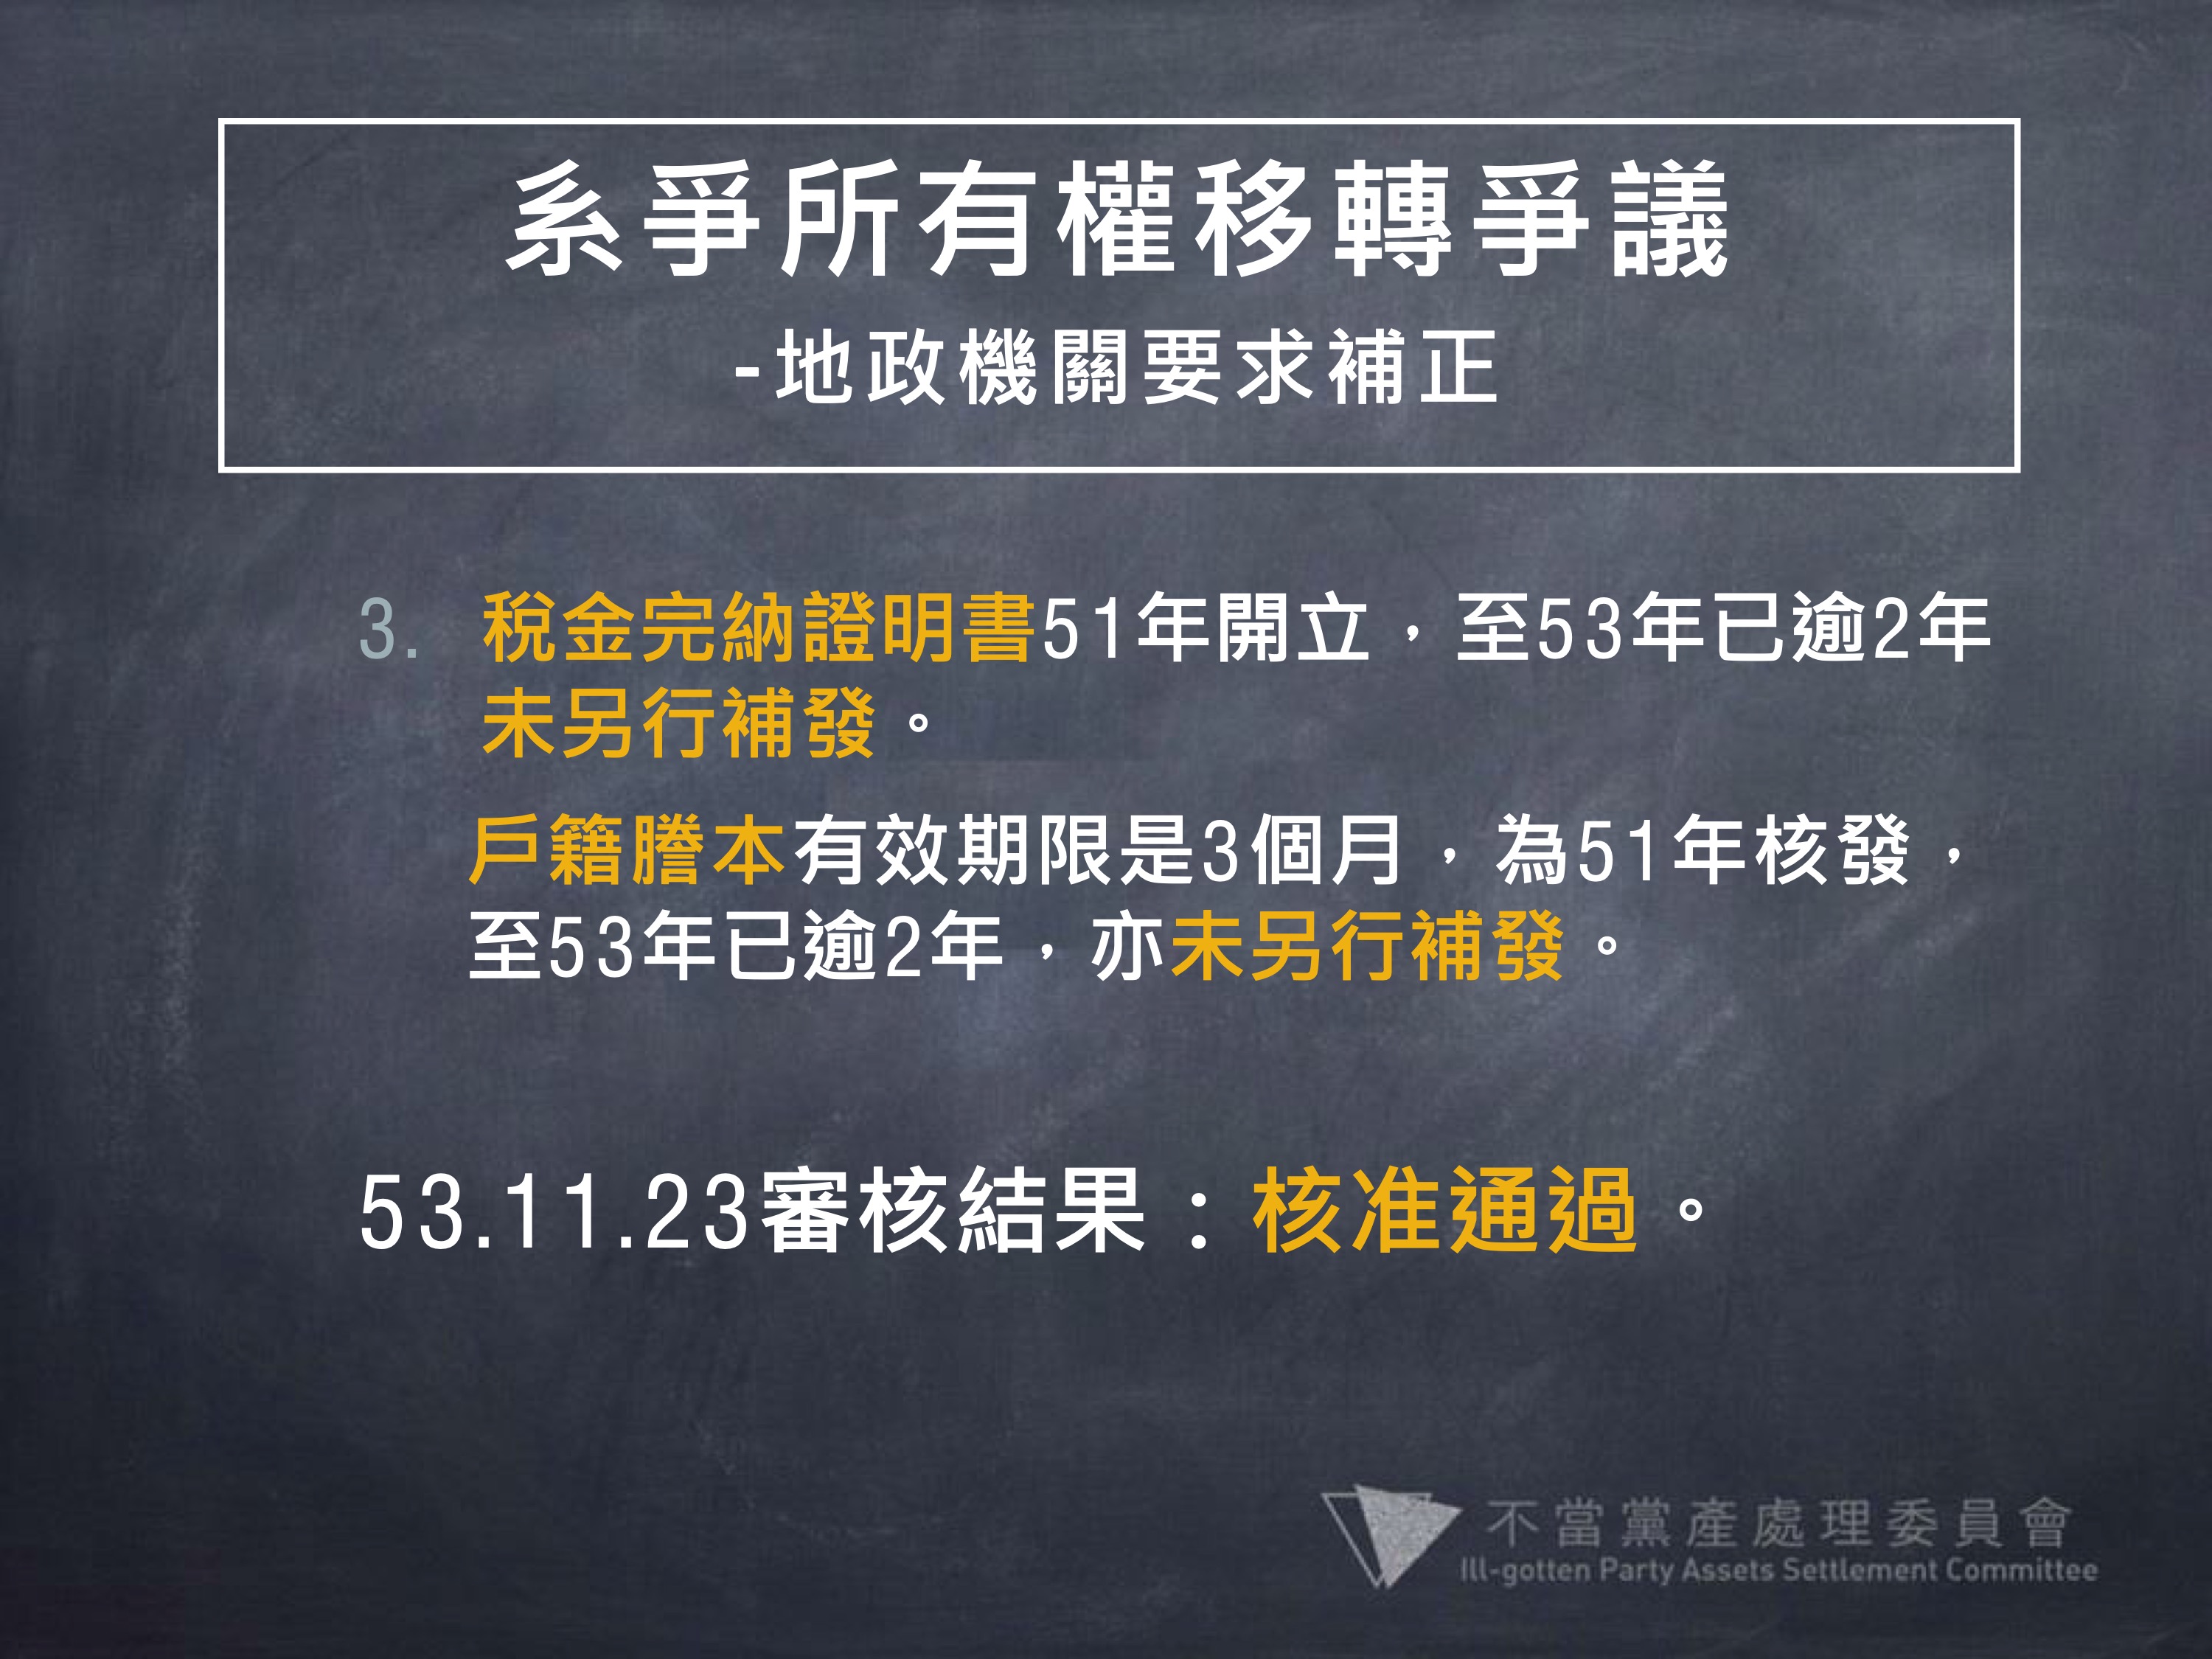 系爭所有權移轉爭議
-地政機關要求補正
3. 稅金完納證明書51年開立，至53年已逾2年
未另行補發。
戶籍謄本有效期限是3個月，為51年核發，
至53年已逾2年，亦未另行補發。
53.11.23審核結果：核准通過。
不當黨產處理委員會
Ill-gotten Party Assets Settlement Committee